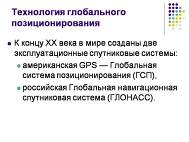 Технология глобального
позиционирования
К концу XX века в мире созданы две
эксплуатационные спутниковые системы:
американская GPS — Глобальная
система позиционирования (ГСП),
российская Глобальная навигационная
спутниковая система (ГЛОНАСС).